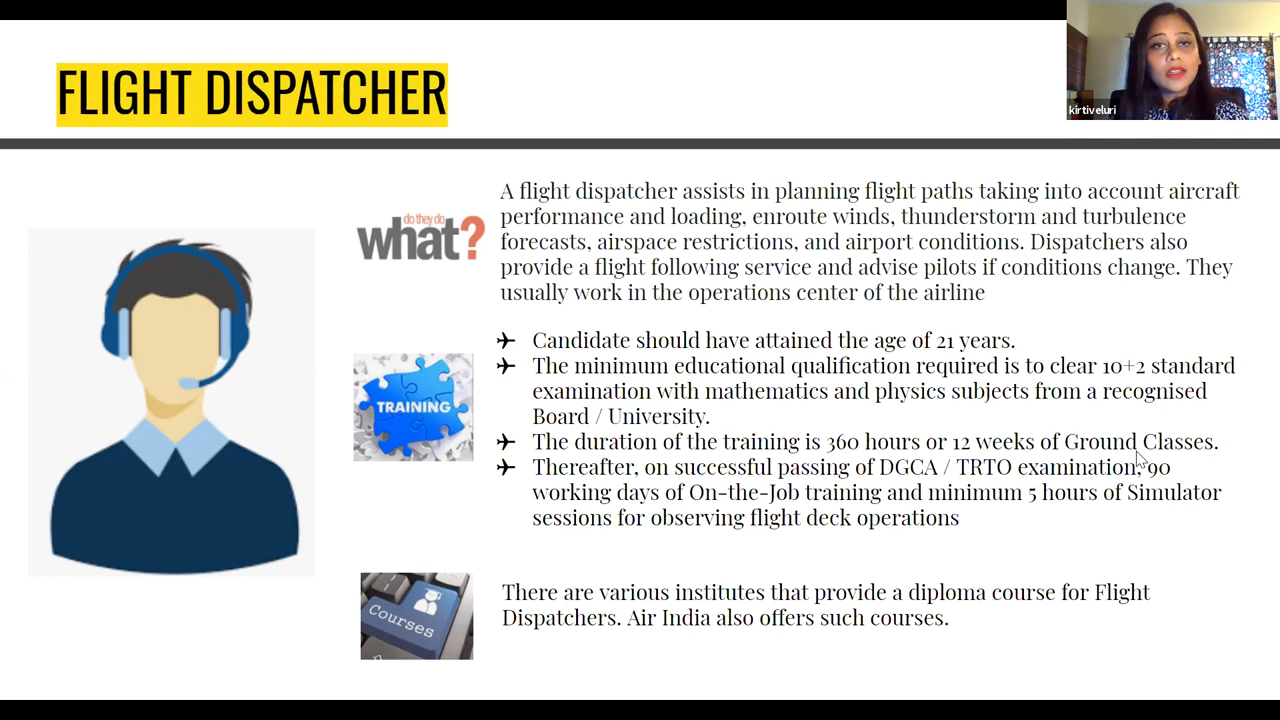 FLIGHT DISPATCHER
kirtiveluri
do they do
what?
A flight dispatcher assists in planning flight paths taking into account aircraft
performance and loading, enroute winds, thunderstorm and turbulence
forecasts, airspace restrictions, and airport conditions. Dispatchers also
provide a flight following service and advise pilots if conditions change. They
usually work in the operations center of the airline
TRAINING
Candidate should have attained the age of 21 years.
The minimum educational qualification required is to clear 10+2 standard
examination with mathematics and physics subjects from a recognised
Board / University.
The duration of the training is 360 hours or 12 weeks of Ground Classes.
Thereafter, on successful passing of DGCA / TRTO examination, 90
working days of On-the-Job training and minimum 5 hours of Simulator
sessions for observing flight deck operations
Courses
There are various institutes that provide a diploma course for Flight
Dispatchers. Air India also offers such courses.